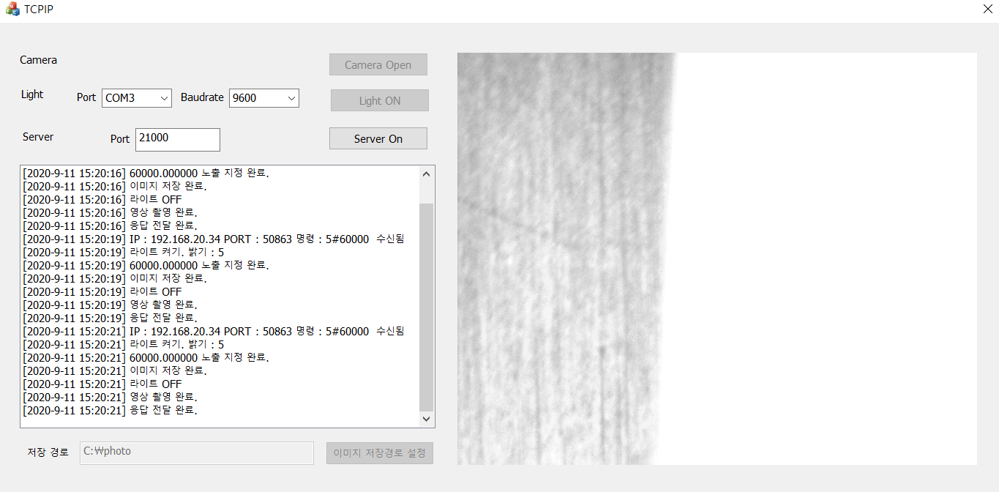 TCPIP
Camera
Camera Open
Light Port COM3 Baudrate 9600
Light ON
Server Port 21000
Server On
[2020-9-11 15:20:16] 60000.000000 노출 지정 완료.
[2020-9-11 15:20:16] 이미지 저장 완료.
[2020-9-11 15:20:16] 라이트 OFF
[2020-9-11 15:20:16] 영상 촬영 완료.
[2020-9-11 15:20:16] 응답 전달 완료.
[2020-9-11 15:20:19] IP : 192.168.20.34 PORT : 50863 명령 : 5#60000 수신됨
[2020-9-11 15:20:19] 라이트 켜기. 밝기 : 5
[2020-9-11 15:20:19] 60000.000000 노출 지정 완료.
[2020-9-11 15:20:19] 이미지 저장 완료.
[2020-9-11 15:20:19] 라이트 OFF
[2020-9-11 15:20:19] 영상 촬영 완료.
[2020-9-11 15:20:19] 응답 전달 완료.
[2020-9-11 15:20:21] IP : 192.168.20.34 PORT : 50863 명령 : 5#60000 수신됨
[2020-9-11 15:20:21] 라이트 켜기. 밝기 : 5
[2020-9-11 15:20:21] 60000.000000 노출 지정 완료.
[2020-9-11 15:20:21] 이미지 저장 완료.
[2020-9-11 15:20:21] 라이트 OFF
[2020-9-11 15:20:21] 영상 촬영 완료.
[2020-9-11 15:20:21] 응답 전달 완료.
저장 경로 C:₩photo
이미지 저장경로 설정